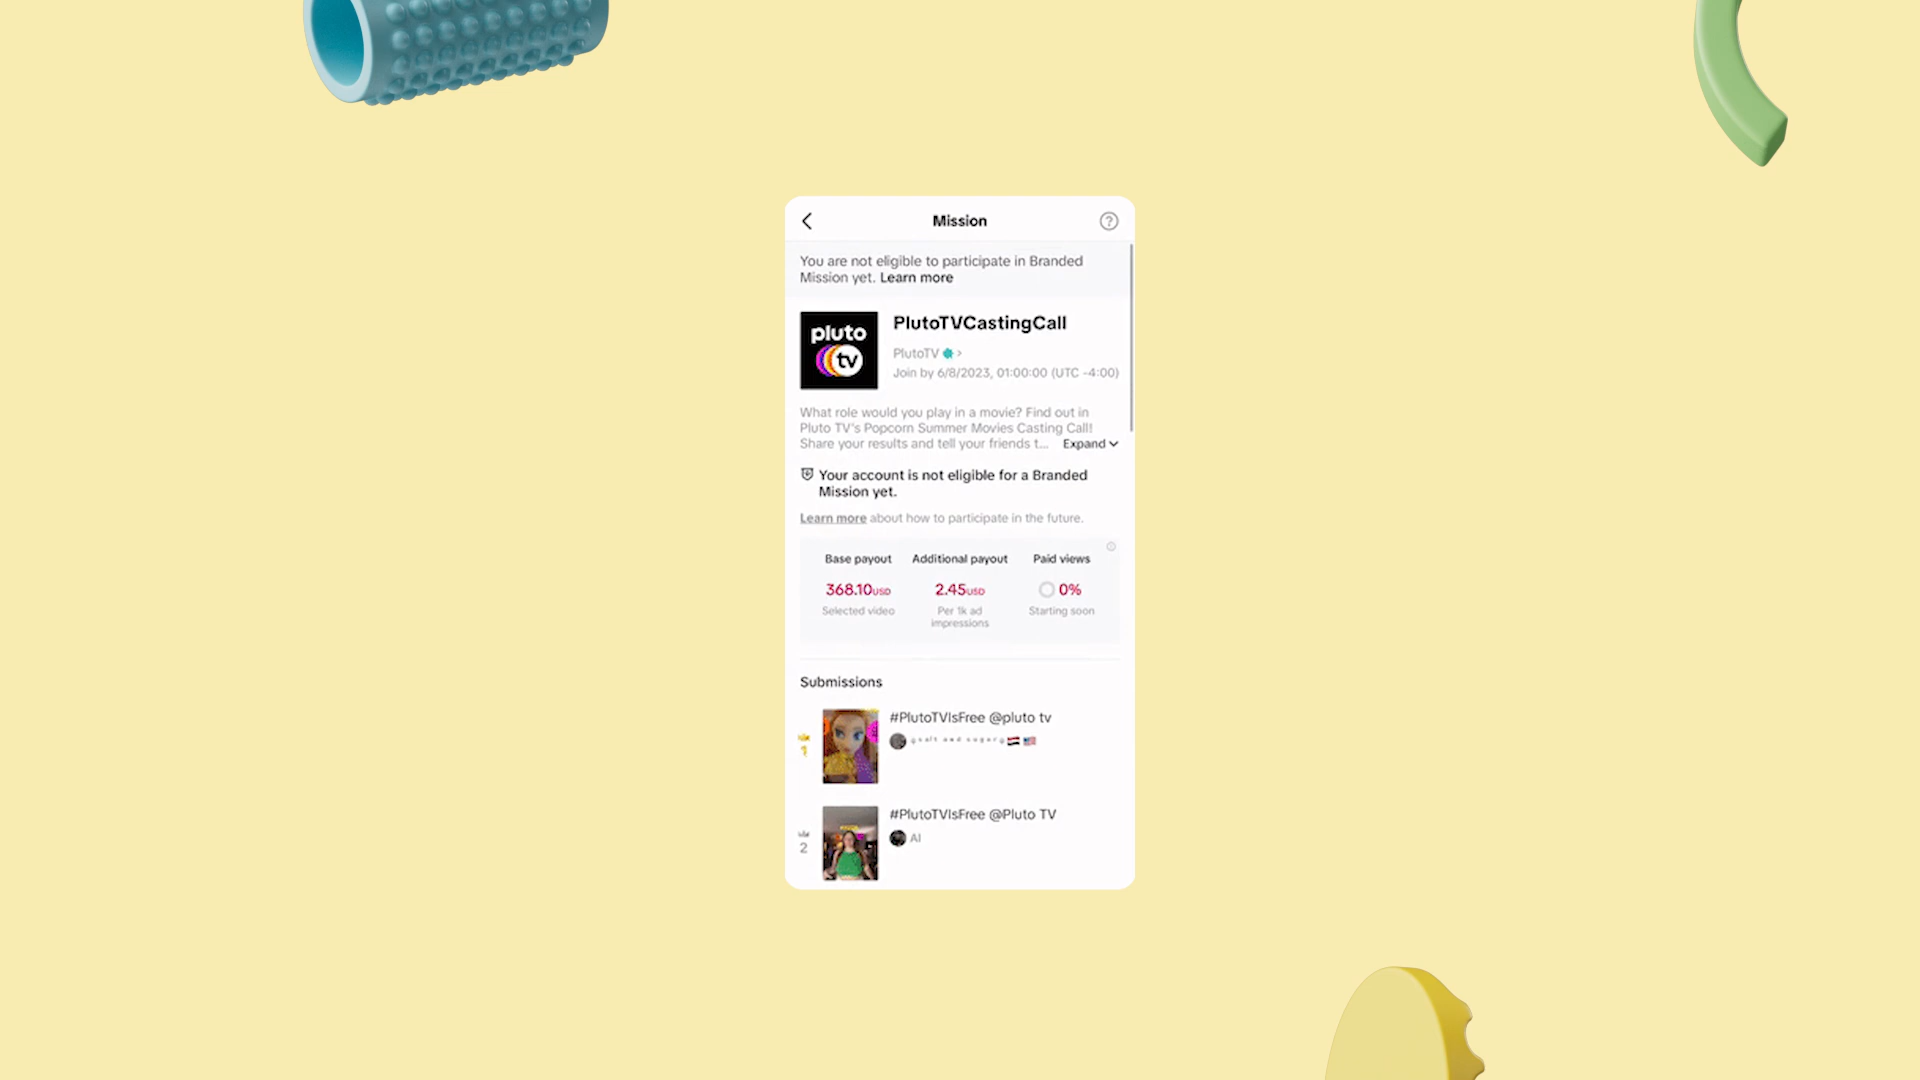 Mission
You are not eligible to participate in Branded
Mission yet. Learn more
pluto
tv
PlutoTVCastingCall
PlutoTV >
Join by 6/8/2023, 01:00:00 (UTC -4:00)
What role would you play in a movie? Find out in
Pluto TV's Popcorn Summer Movies Casting Call!
Share your results and tell your friends t... Expand
Your account is not eligible for a Branded
Mission yet.
Learn more about how to participate in the future.
Base payout Additional payout Paid views
368.10USD 2.45USD 0%
Selected video Per 1k ad Starting soon
impressions
Submissions
#PlutoTVIsFree @pluto tv
1 salt and sugar
#PlutoTVIsFree @Pluto TV
2 Al